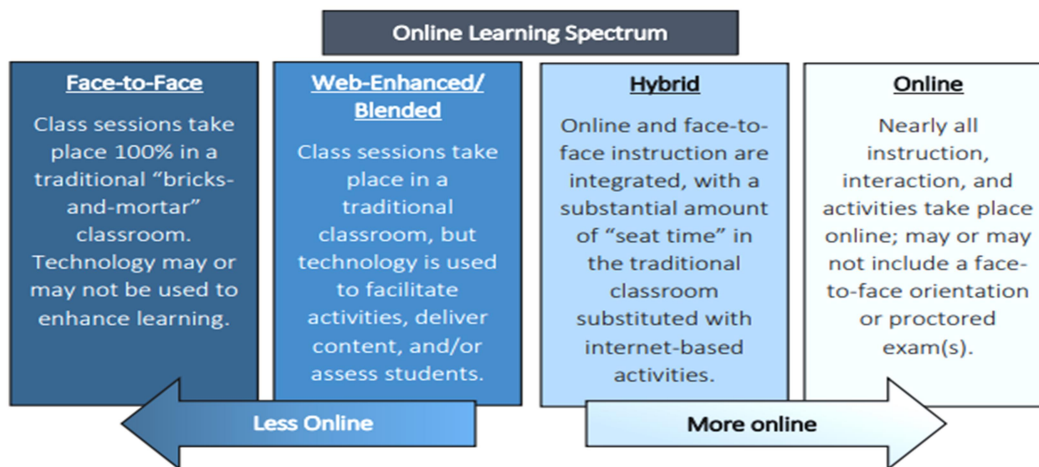 Online Learning Spectrum
Face-to-Face
Class sessions take
place 100% in a
traditional “bricks-
and-mortar”
classroom.
Technology may or
may not be used to
enhance learning.
Web-Enhanced/
Blended
Class sessions take
place in a
traditional
classroom, but
technology is used
to facilitate
activities, deliver
content, and/or
assess students.
Hybrid
Online and face-to-
face instruction are
integrated, with a
substantial amount
of “seat time” in
the traditional
classroom
substituted with
internet-based
activities.
Online
Nearly all
instruction,
interaction, and
activities take place
online; may or may
not include a face-
to-face orientation
or proctored
exam(s).
Less Online
More online